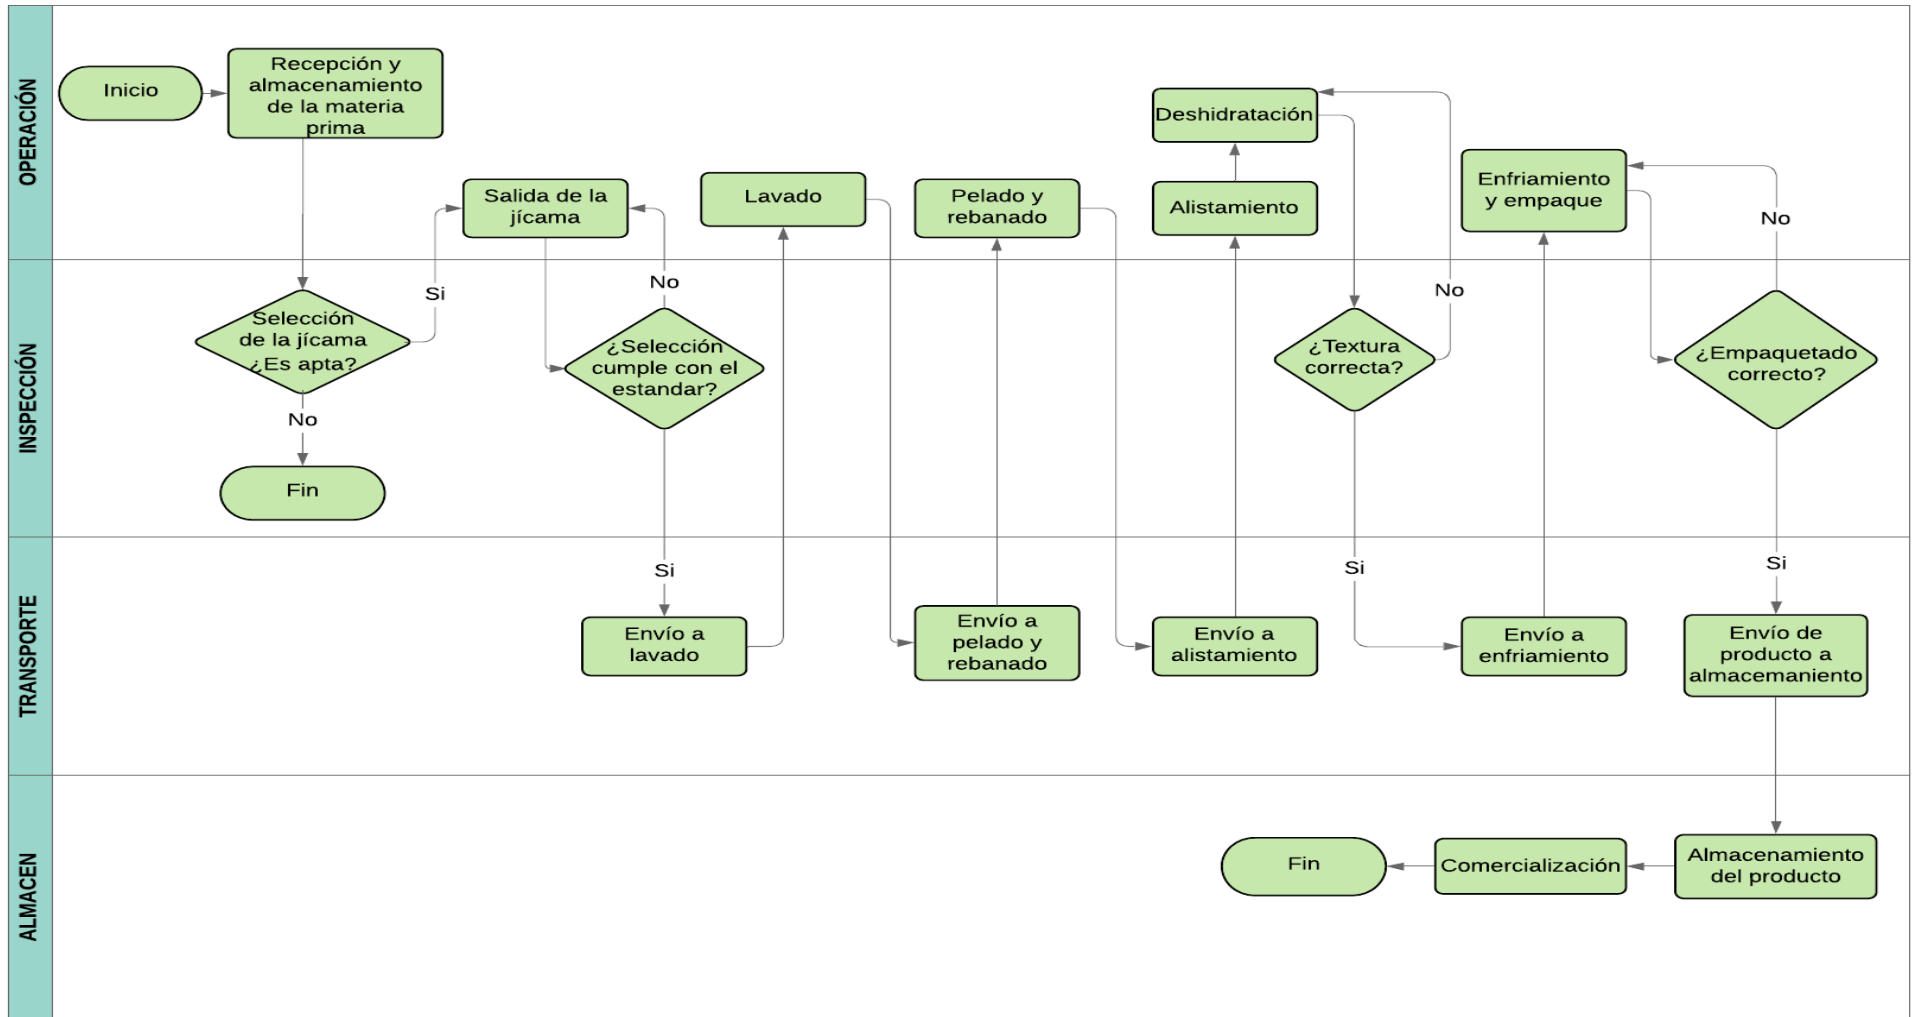 OPERACIÓN
Inicio
Recepción y
almacenamiento
de la materia
prima
Salida de la
jícama
Lavado
Pelado y
rebanado
Deshidratación
Alistamiento
Enfriamiento
y empaque
No
INSPECCIÓN
Selección
de la jícama
¿Es apta?
Si
No
Fin
No
¿Selección
cumple con el
estandar?
¿Textura
correcta?
No
¿Empaquetado
correcto?
TRANSPORTE
Si
Envío a
lavado
Envío a
pelado y
rebanado
Envío a
alistamiento
Si
Envío a
enfriamiento
Si
Envío de
producto a
almacemaniento
ALMACEN
Fin
Comercialización
Almacenamiento
del producto